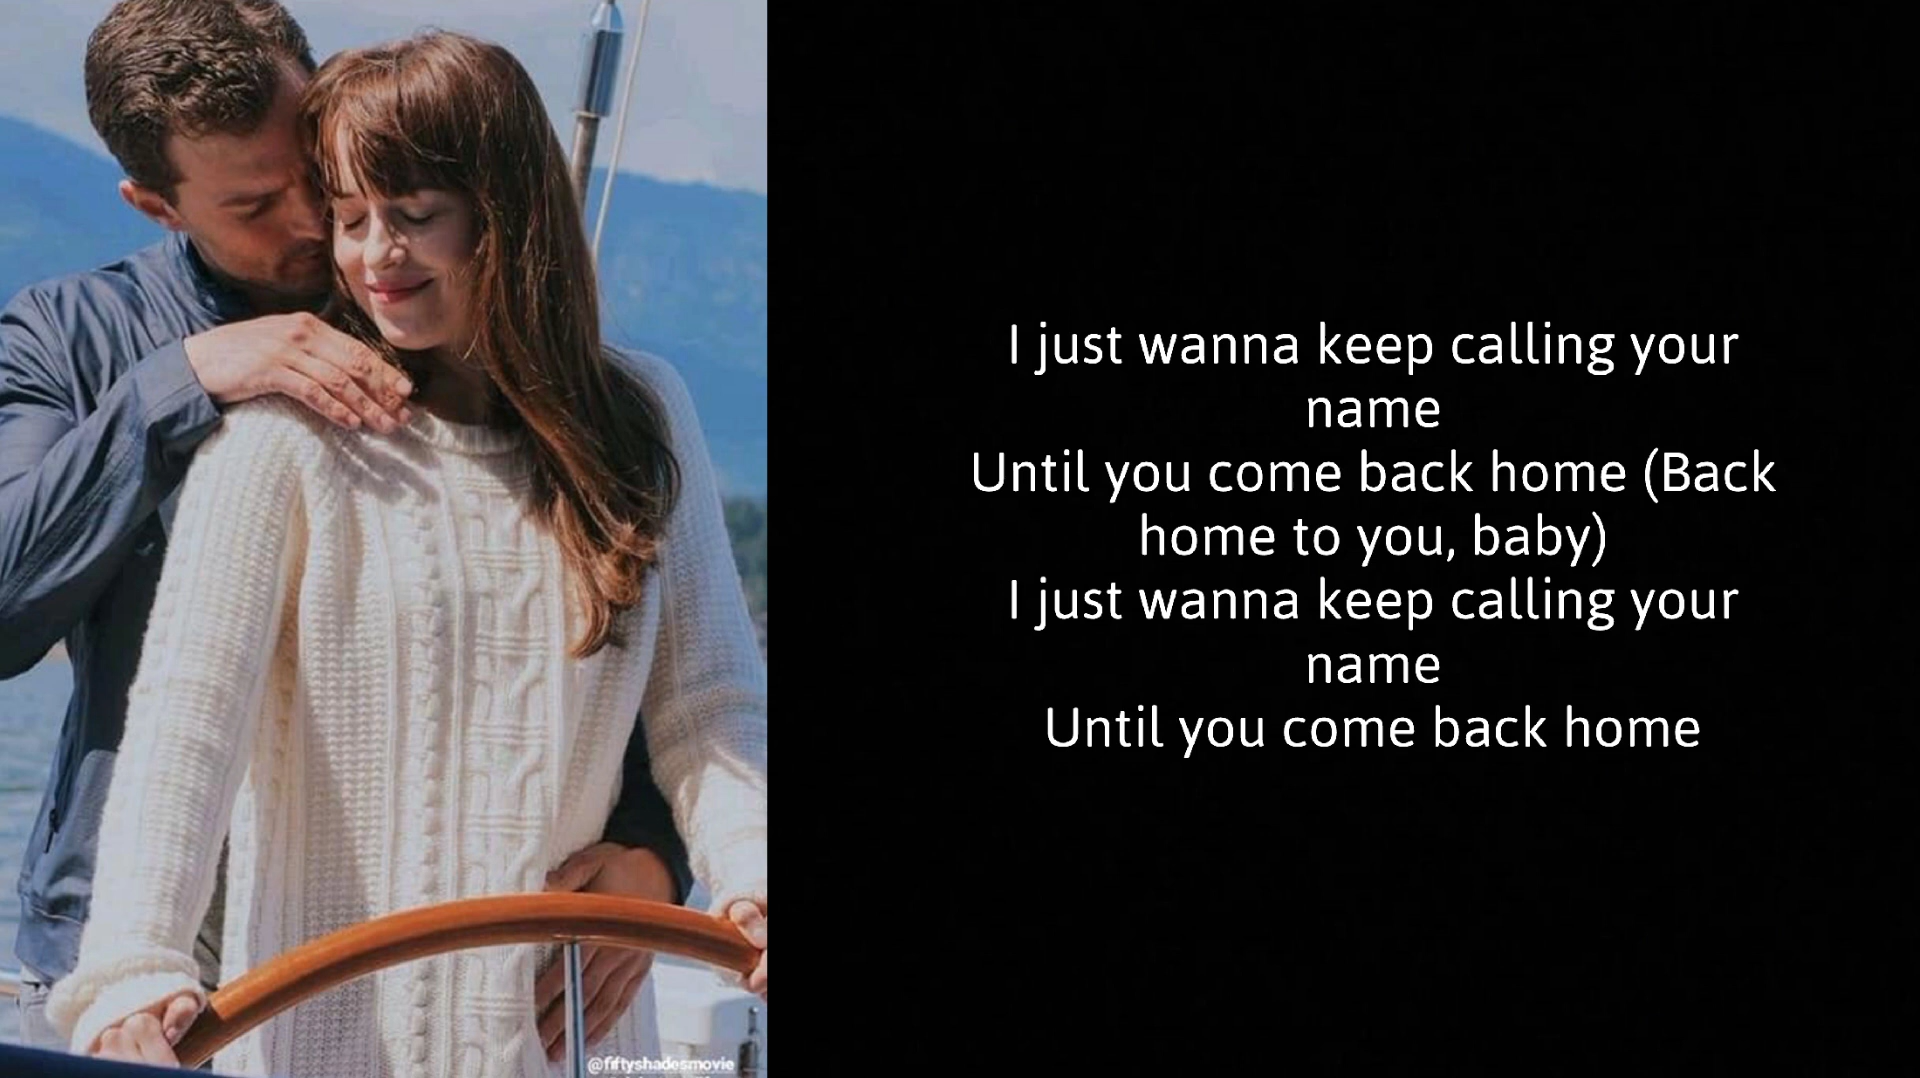 I just wanna keep calling your
name
Until you come back home (Back
home to you, baby)
I just wanna keep calling your
name
Until you come back home
@fiftyshadesmovie